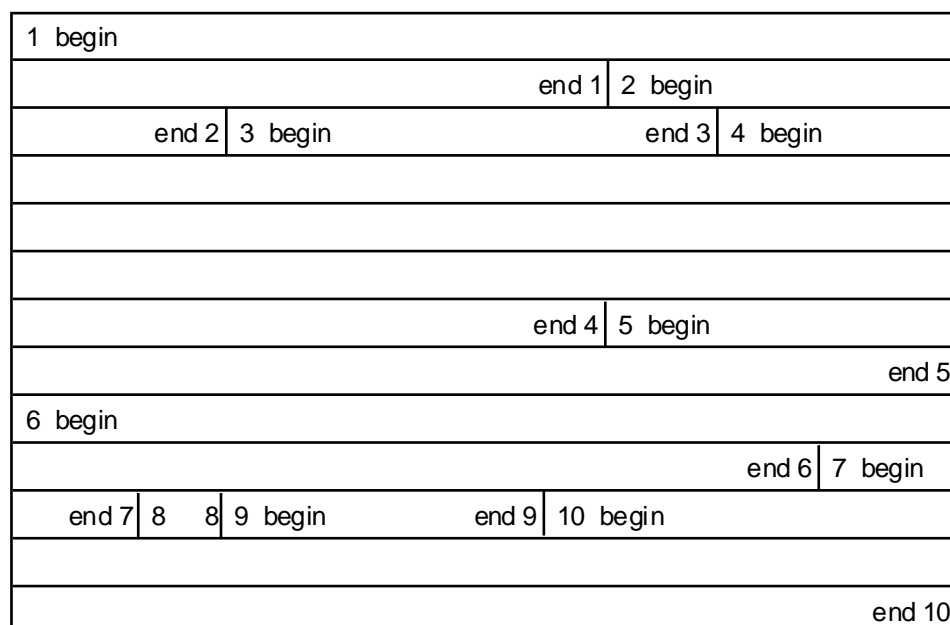 1 begin
end 1 2 begin
end 2 3 begin end 3 4 begin
end 4 5 begin
end 5
6 begin
end 6 7 begin
end 7 8 8 9 begin end 9 10 begin
end 10